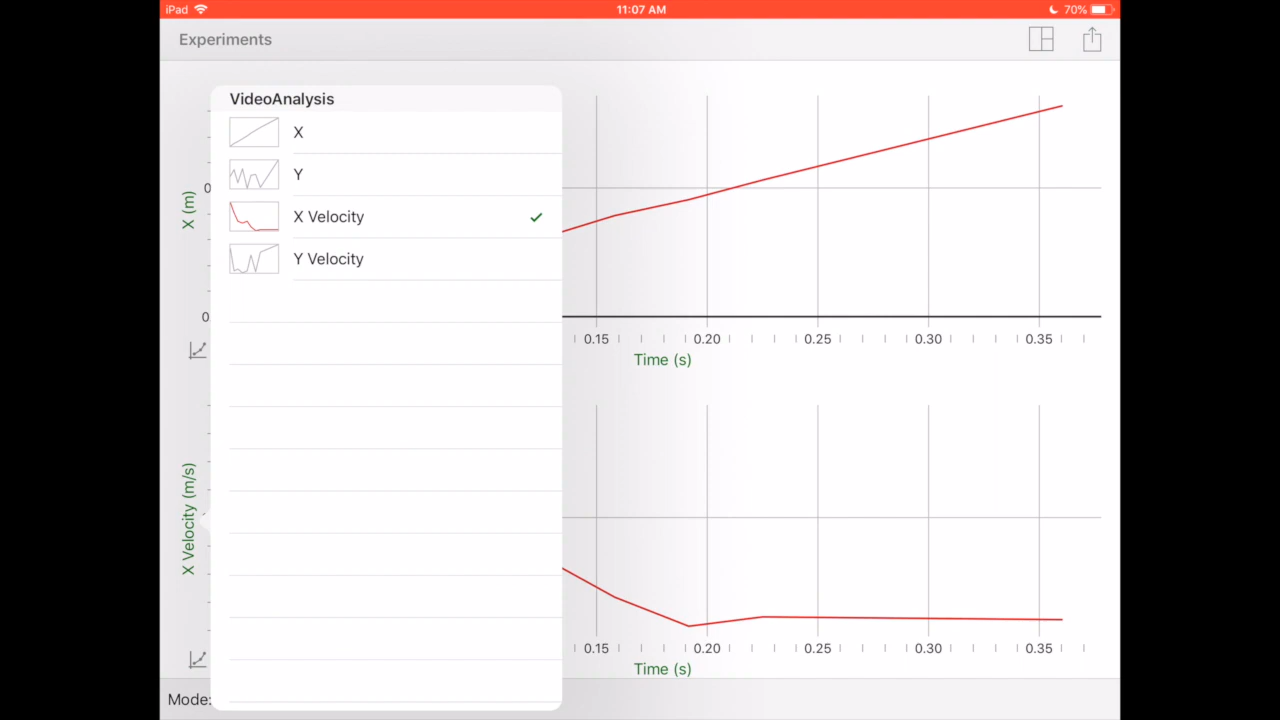 iPad 11:07 AM 70%
Experiments
VideoAnalysis
X
Y
X Velocity
Y Velocity
X (m)
0
0
0.15 0.20 0.25 0.30 0.35
Time (s)
X Velocity (m/s)
0.15 0.20 0.25 0.30 0.35
Time (s)
Mode: